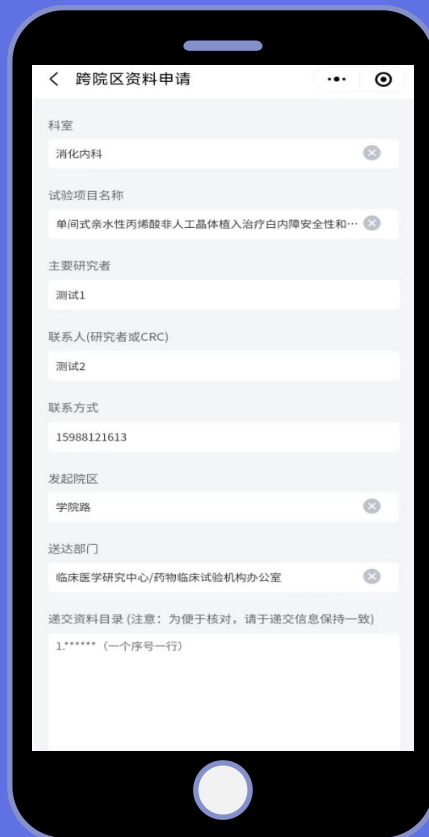 跨院区资料申请
科室
消化内科
试验项目名称
单间式亲水性丙烯酸非人工晶体植入治疗白内障安全性和···
主要研究者
测试1
联系人(研究者或CRC)
测试2
联系方式
15988121613
发起院区
学院路
送达部门
临床医学研究中心/药物临床试验机构办公室
递交资料目录 (注意：为便于核对，请于递交信息保持一致)
1.****** （一个序号一行）